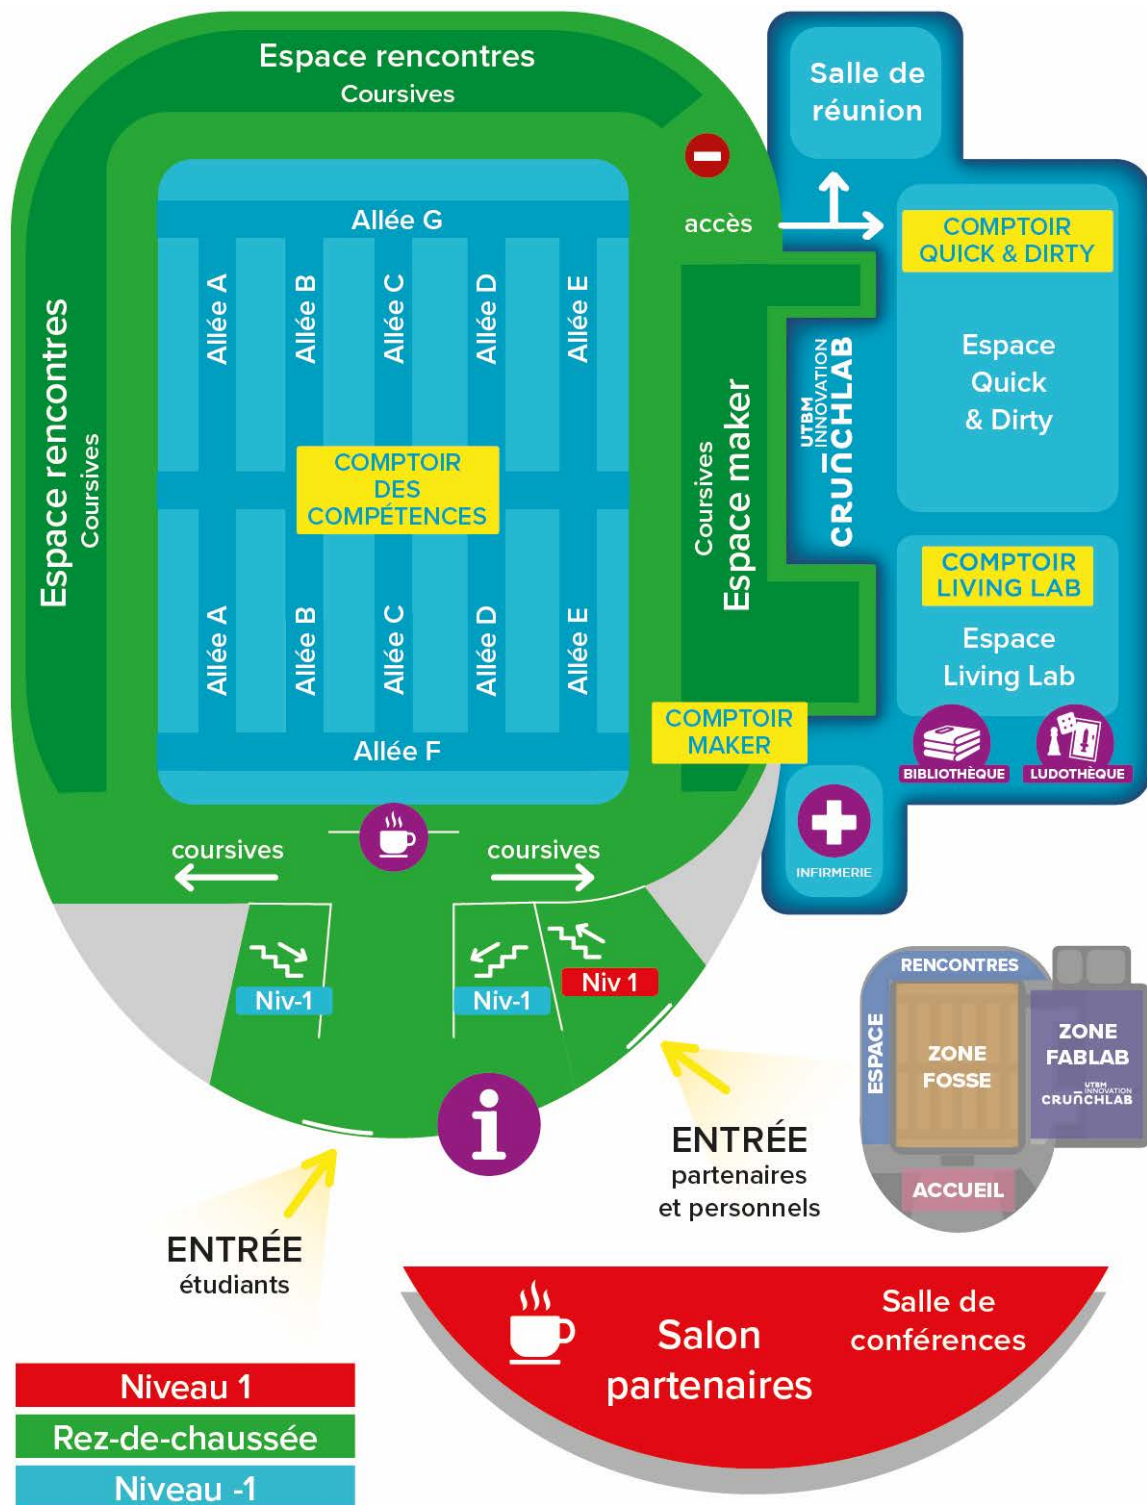 Espace rencontres
Coursives
Salle de
réunion
accès
COMPTOIR
QUICK & DIRTY
Espace
Quick
& Dirty
Espace rencontres
Coursives
Allée G
Allée A
Allée B
Allée C
Allée D
Allée E
COMPTOIR
DES
COMPÉTENCES
Allée A
Allée B
Allée C
Allée D
Allée E
Allée F
Coursives
Espace maker
UTBM
INNOVATION
CRUNCHLAB
COMPTOIR
LIVING LAB
Espace
Living Lab
BIBLIOTHÈQUE
LUDOTHÈQUE
COMPTOIR
MAKER
INFIRMERIE
coursives
coursives
Niv-1
Niv-1
Niv 1
i
ENTRÉE
étudiants
ENTRÉE
partenaires
et personnels
RENCONTRES
ESPACE
ZONE
FOSSE
ZONE
FABLAB
UTBM
INNOVATION
CRUNCHLAB
ACCUEIL
Salon
partenaires
Salle de
conférences
Niveau 1
Rez-de-chaussée
Niveau -1